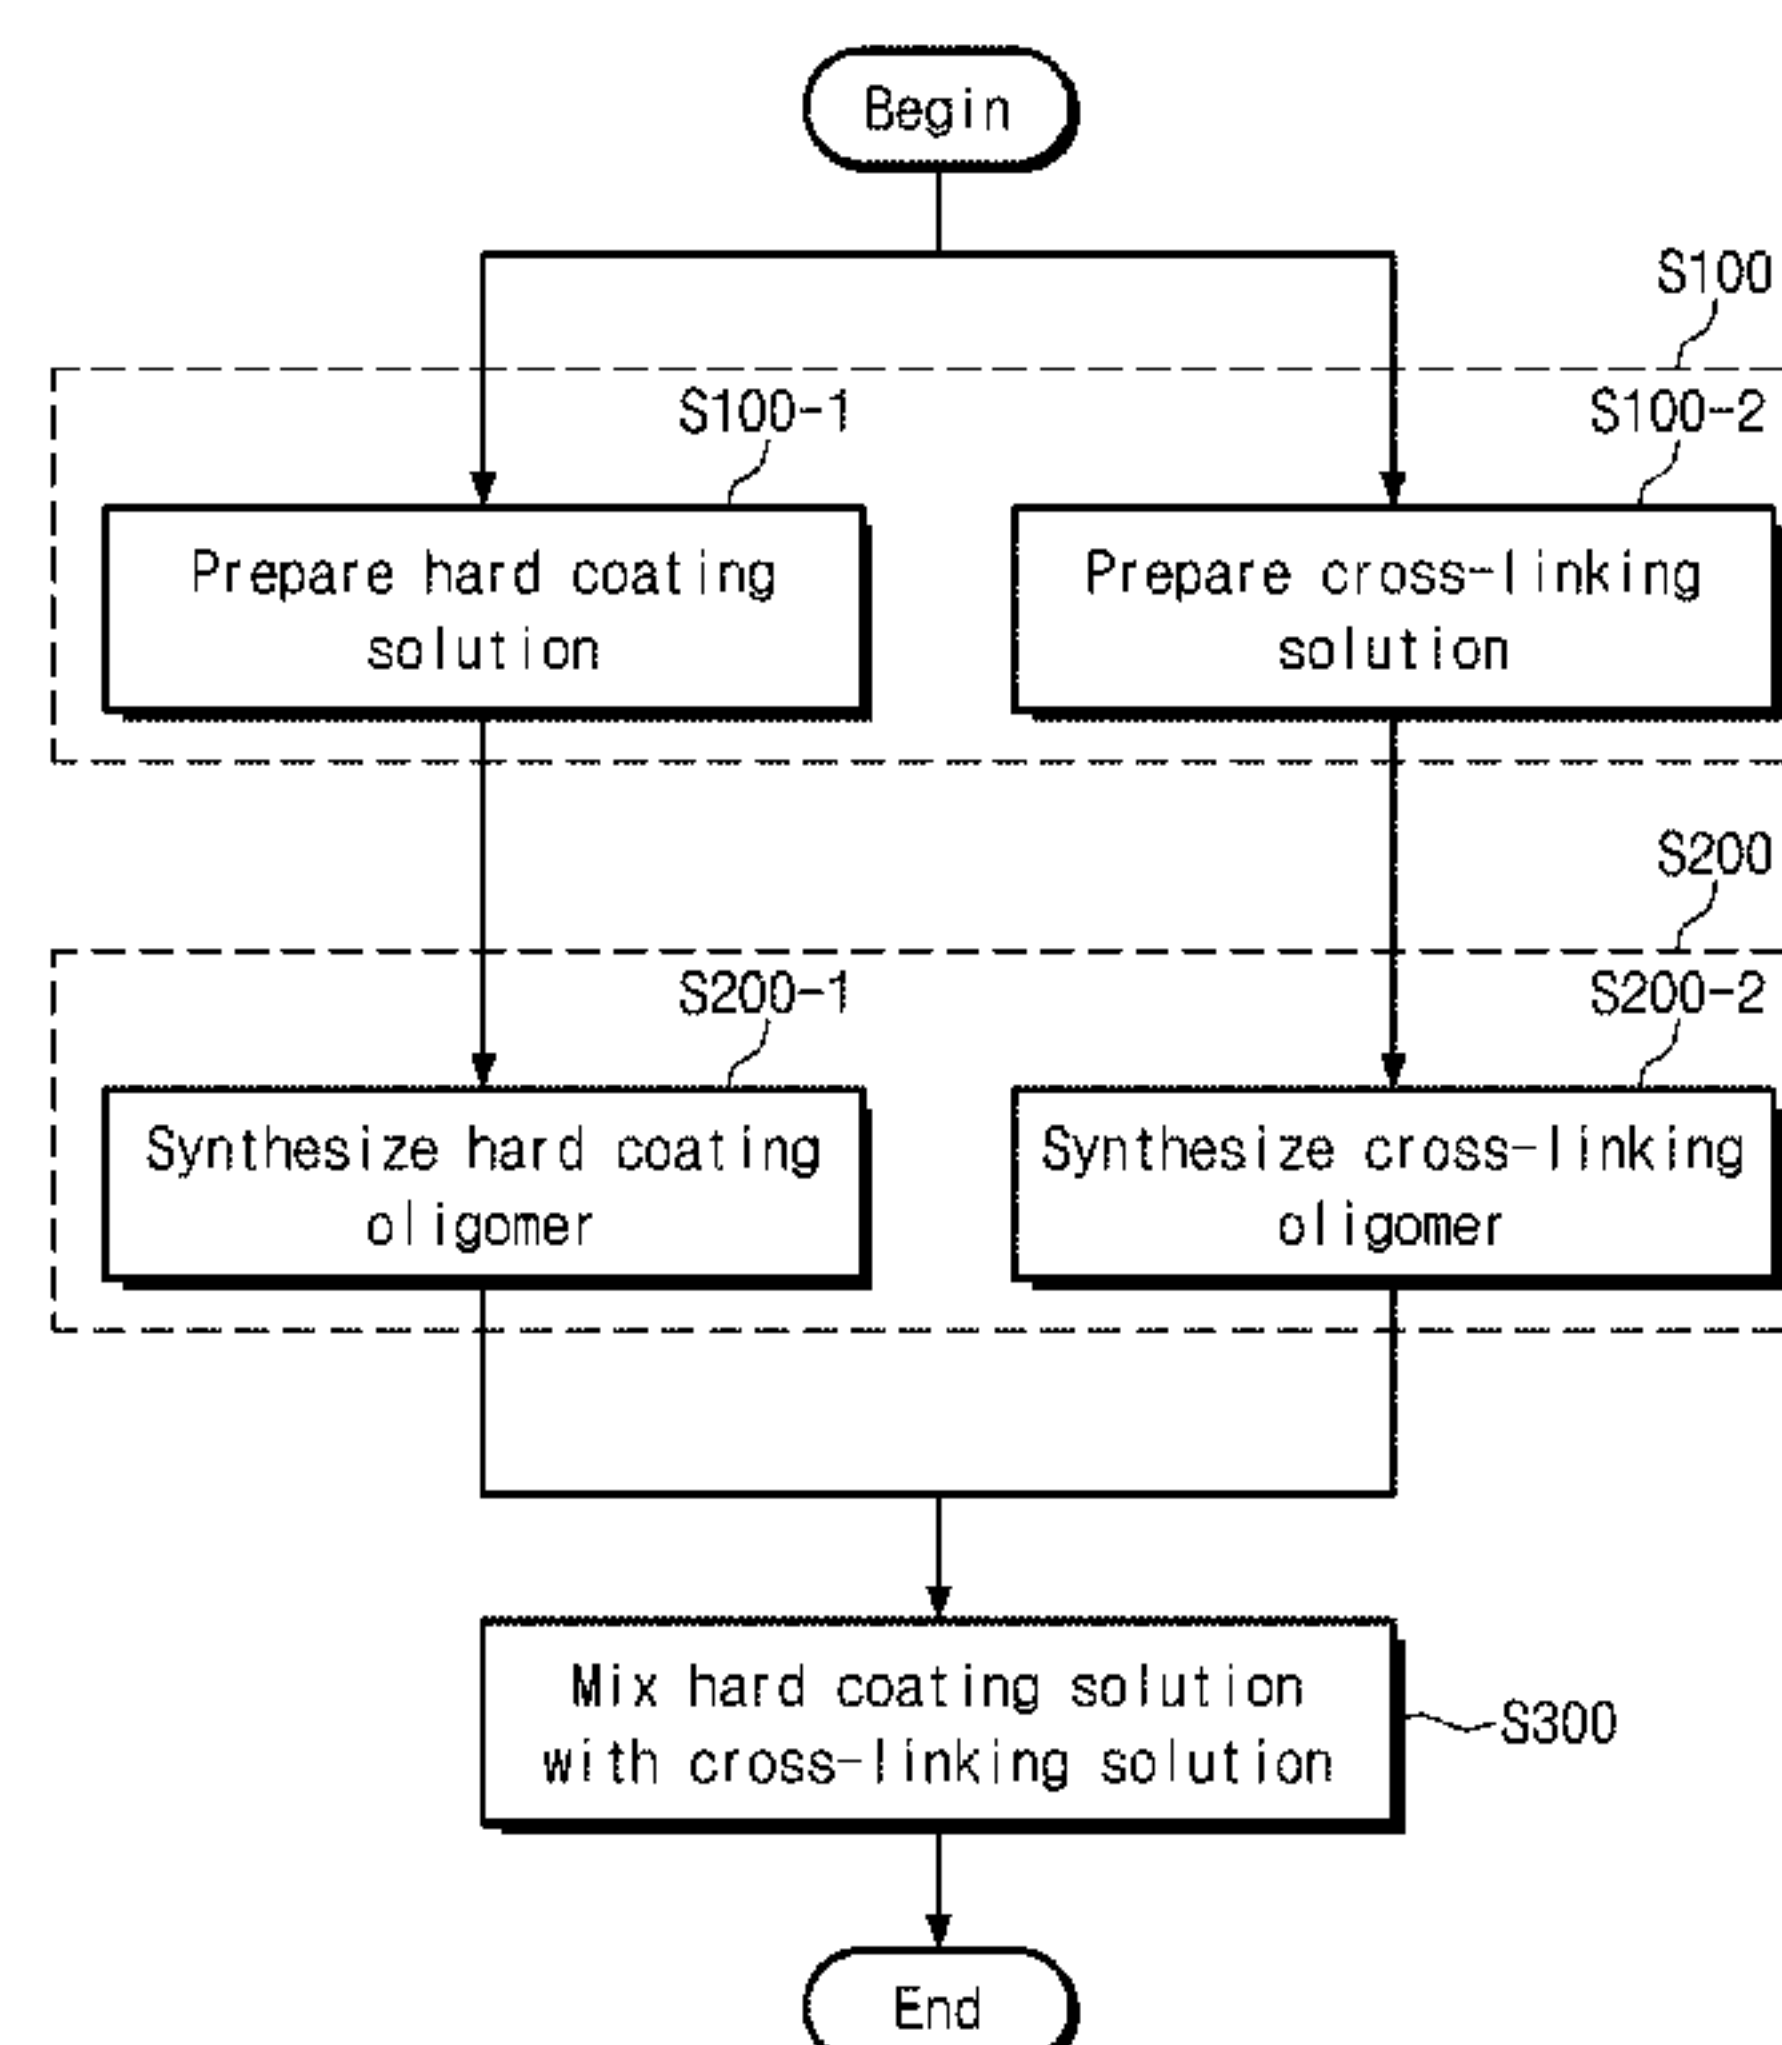 Begin
S100
S100-1
S100-2
Prepare hard coating
solution
Prepare cross-linking
solution
S200
S200-1
S200-2
Synthesize hard coating
oligomer
Synthesize cross-linking
oligomer
Mix hard coating solution
with cross-linking solution
S300
End